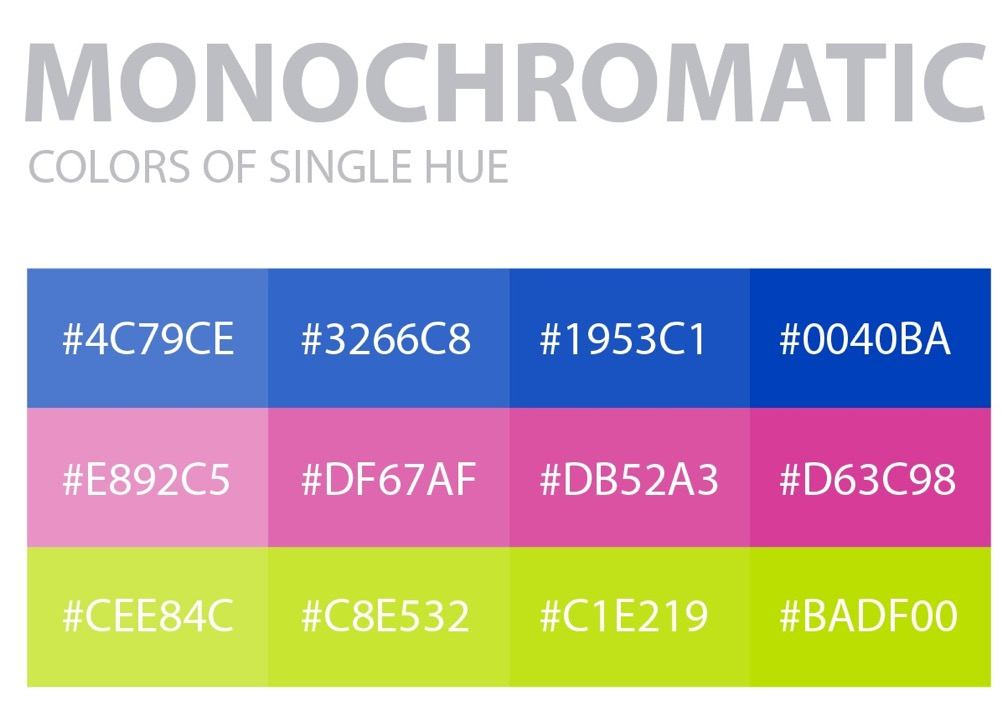 MONOCHROMATIC
COLORS OF SINGLE HUE
#4C79CE #3266C8 #1953C1 #0040BA
#E892C5 #DF67AF #DB52A3 #D63C98
#CEE84C #C8E532 #C1E219 #BADF00